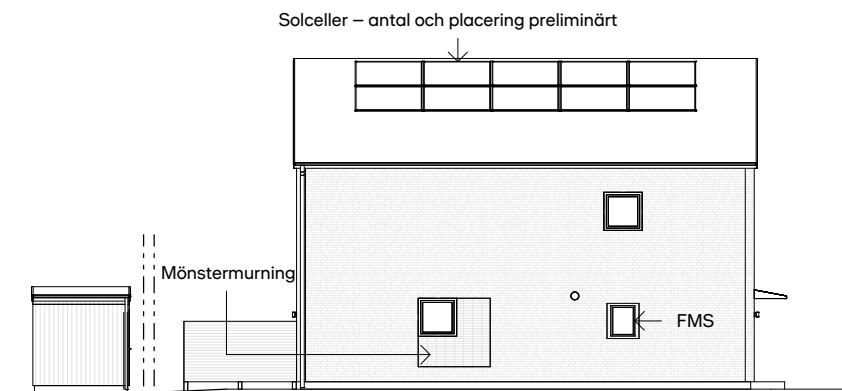 Solceller – antal och placering preliminärt
Mönstermurning
FMS